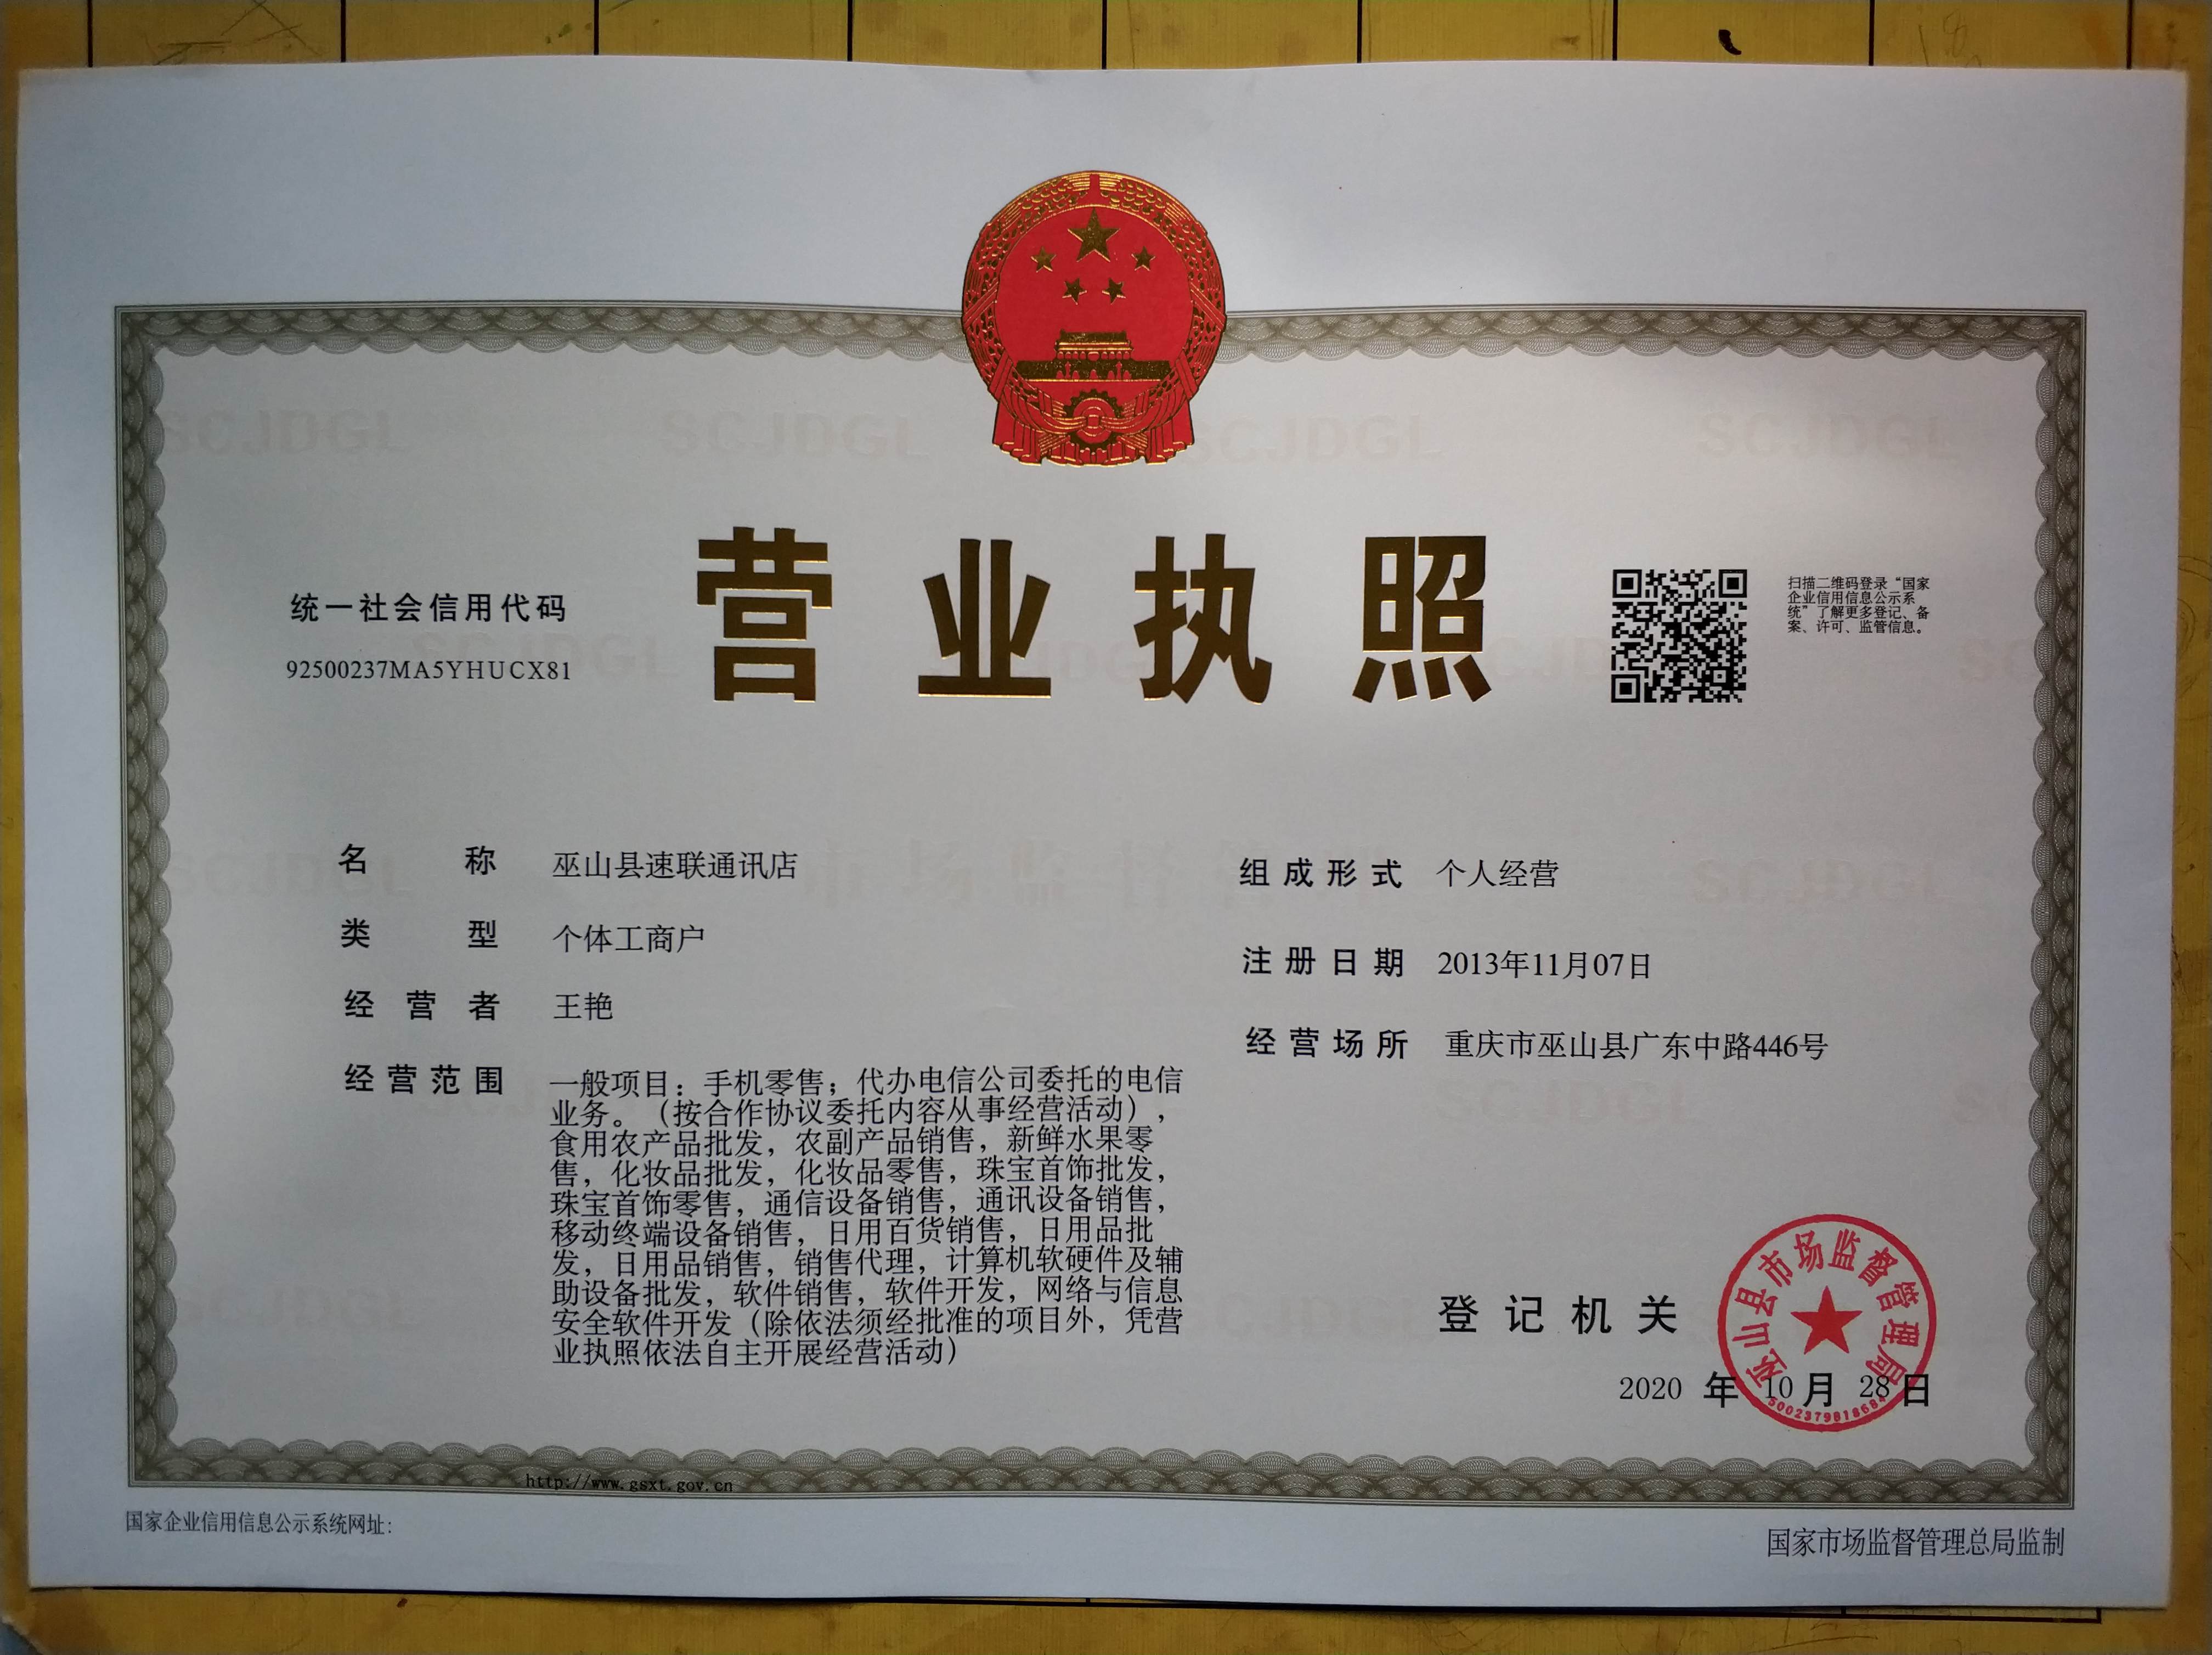 营业执照
统一社会信用代码
92500237MA5YHUCX81
扫描二维码登录“国家
企业信用信息公示系
统”了解更多登记、备
案、许可、监管信息。
名称 巫山县速联通讯店
类型 个体工商户
经营者 王艳
经营范围 一般项目：手机零售；代办电信公司委托的电信
业务。（按合作协议委托内容从事经营活动），
食用农产品批发，农副产品销售，新鲜水果零
售，化妆品批发，化妆品零售，珠宝首饰批发，
珠宝首饰零售，通信设备销售，通讯设备销售，
移动终端设备销售，日用百货销售，日用品批
发，日用品销售，销售代理，计算机软硬件及辅
助设备批发，软件销售，软件开发，网络与信息
安全软件开发（除依法须经批准的项目外，凭营
业执照依法自主开展经营活动）
组成形式 个人经营
注册日期 2013年11月07日
经营场所 重庆市巫山县广东中路446号
登记机关
巫山县市场监督管理局
2020 年 10 月 28 日
http://www.gsxt.gov.cn
国家企业信用信息公示系统网址：
国家市场监督管理总局监制
SCJDGL